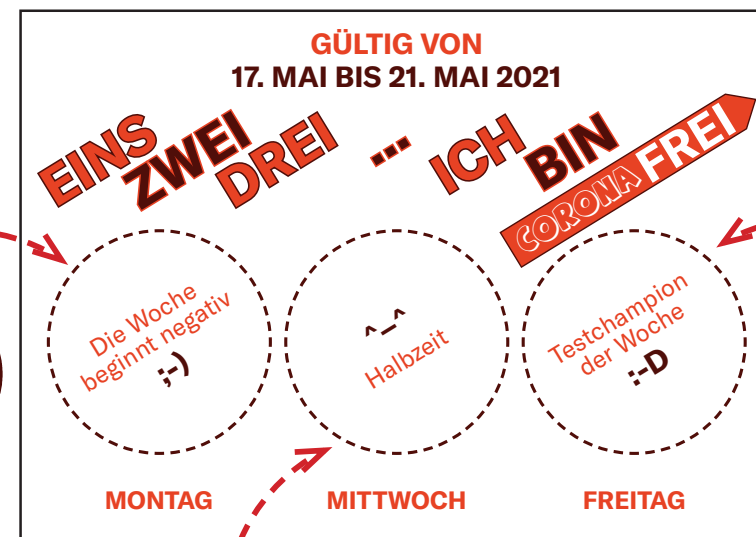 GÜLTIG VON
17. MAI BIS 21. MAI 2021
EINS ZWEI DREI ... ICH BIN CORONA FREI
Die Woche
beginnt negativ
;-)
^_^
Halbzeit
Testchampion
der Woche
:-D
MONTAG
MITTWOCH
FREITAG